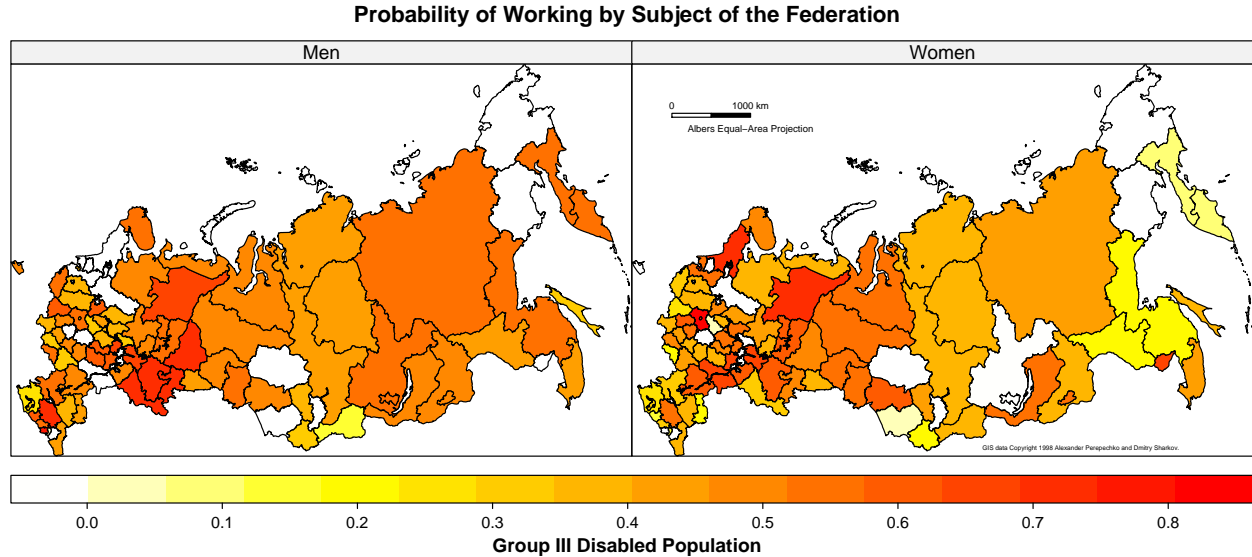 Probability of Working by Subject of the Federation
Men
Women
0 1000 km
Albers Equal–Area Projection
GIS data Copyright 1998 Alexander Perepechko and Dmitry Sharkov.
0.0 0.1 0.2 0.3 0.4 0.5 0.6 0.7 0.8
Group III Disabled Population